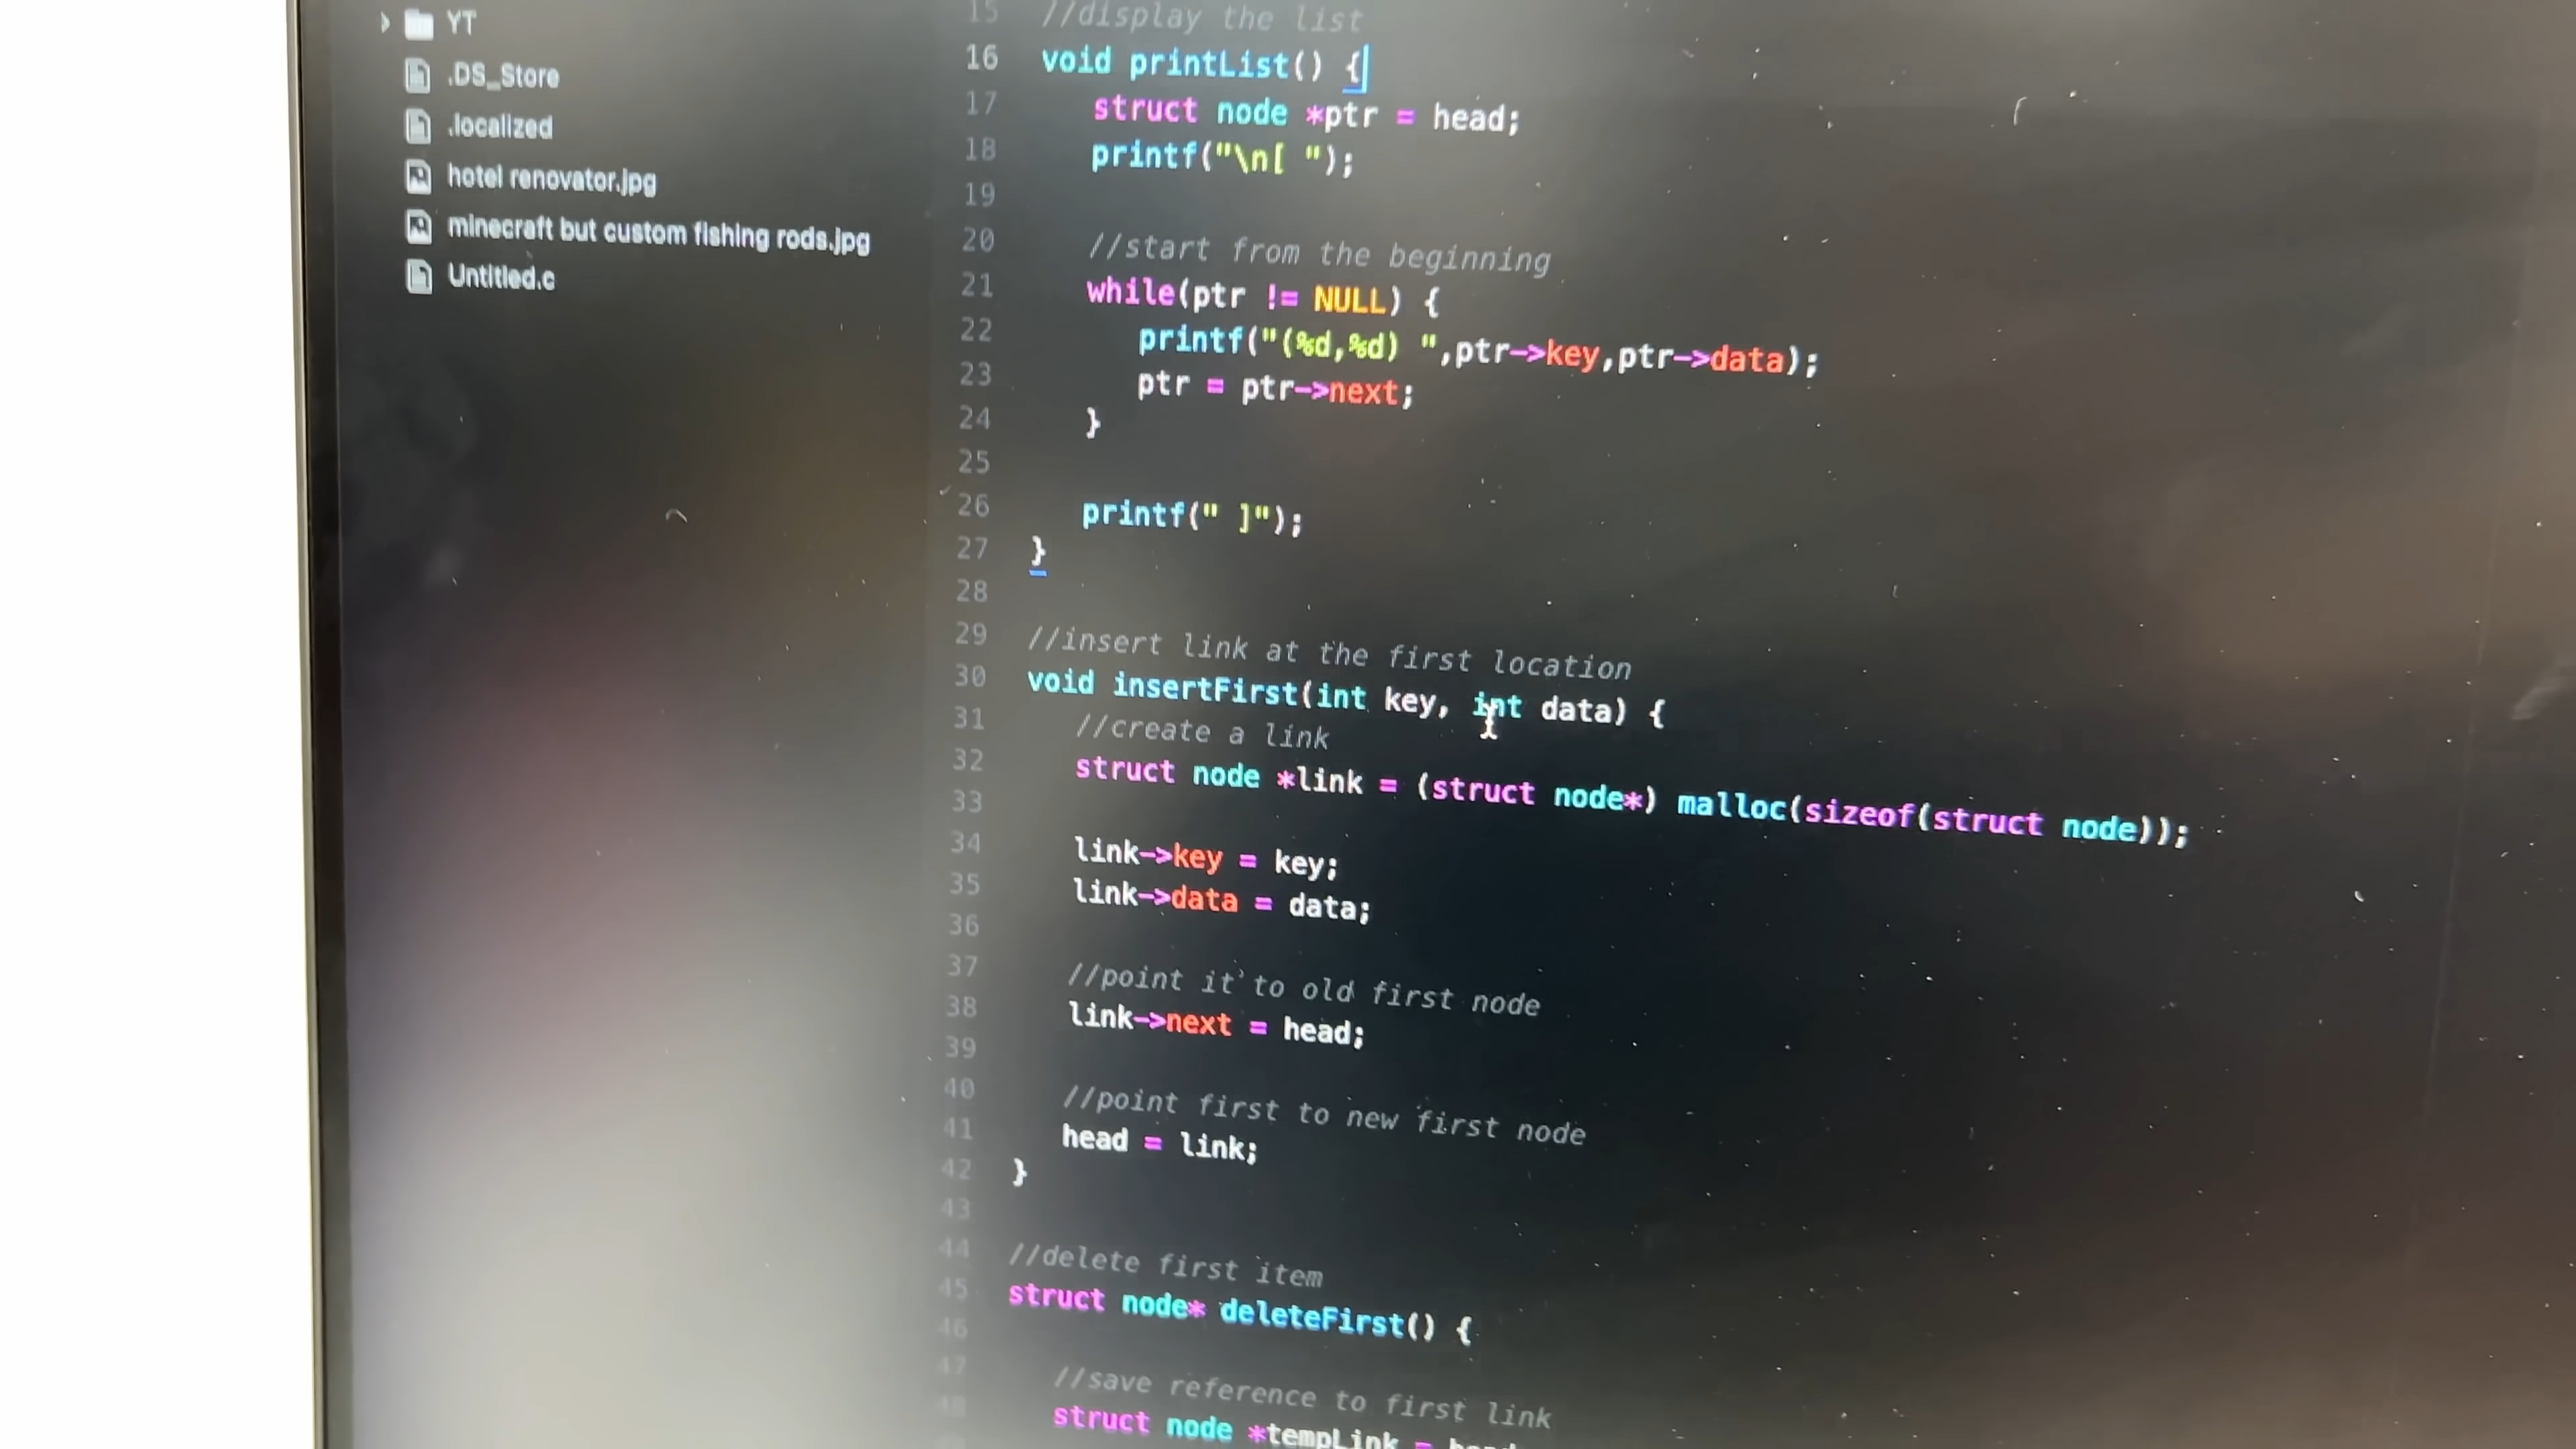 YT
.DS_Store
.localized
hotel renovator.jpg
minecraft but custom fishing rods.jpg
Untitled.c
15 //display the list
16 void printList() {
17 struct node *ptr = head;
18 printf("\n[ ");
19
20 //start from the beginning
21 while(ptr != NULL) {
22 printf("(%d,%d) ",ptr->key,ptr->data);
23 ptr = ptr->next;
24 }
25
26 printf(" ]");
27 }
28
29 //insert link at the first location
30 void insertFirst(int key, int data) {
31 //create a link
32 struct node *link = (struct node*) malloc(sizeof(struct node));
33
34 link->key = key;
35 link->data = data;
36
37 //point it to old first node
38 link->next = head;
39
40 //point first to new first node
41 head = link;
42 }
43
44 //delete first item
45 struct node* deleteFirst() {
46
47 //save reference to first link
48 struct node *tempLink =